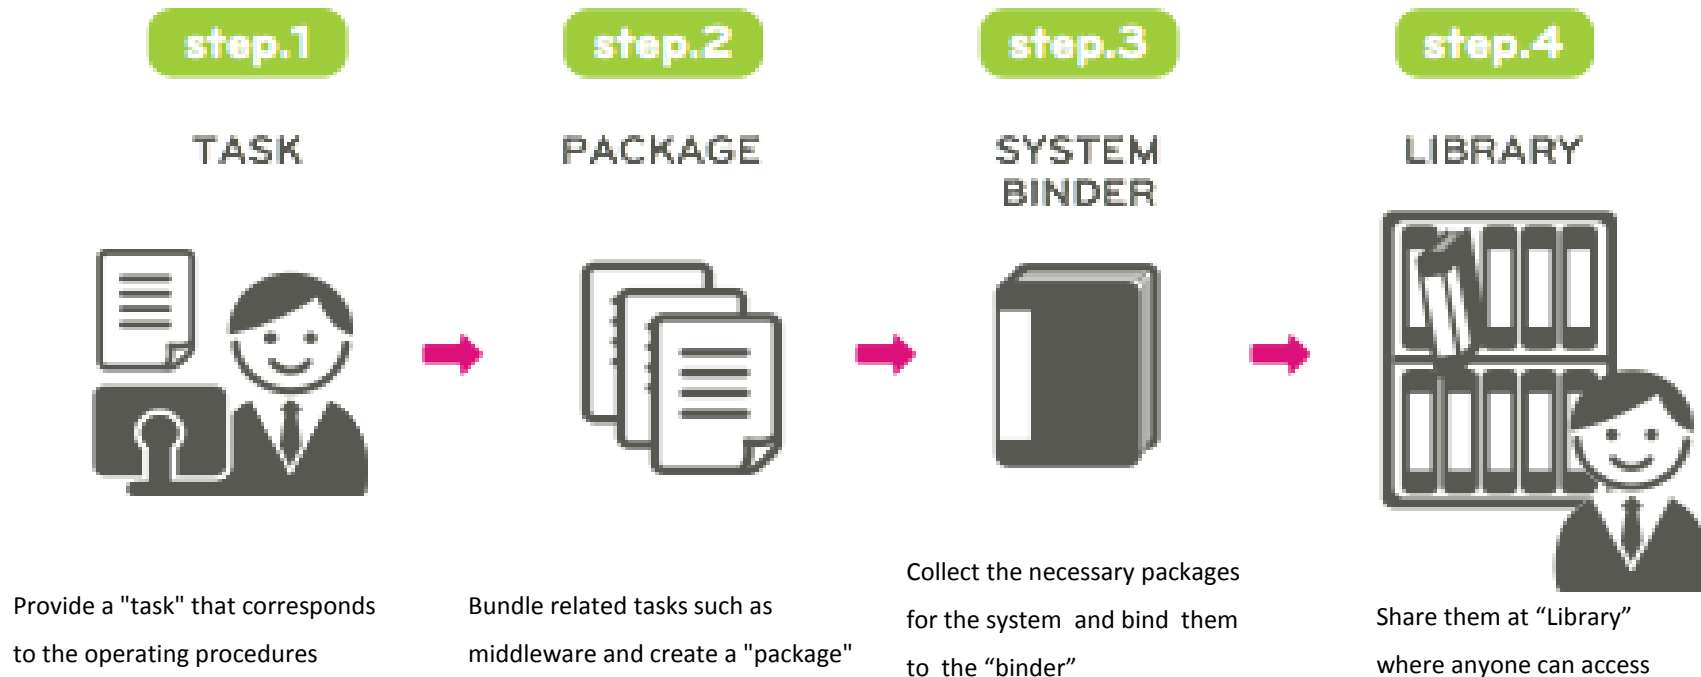 step.1
step.2
step.3
step.4
TASK
PACKAGE
SYSTEM
BINDER
LIBRARY
Provide a "task" that corresponds
to the operating procedures
Bundle related tasks such as
middleware and create a "package"
Collect the necessary packages
for the system and bind them
to the “binder”
Share them at “Library”
where anyone can access